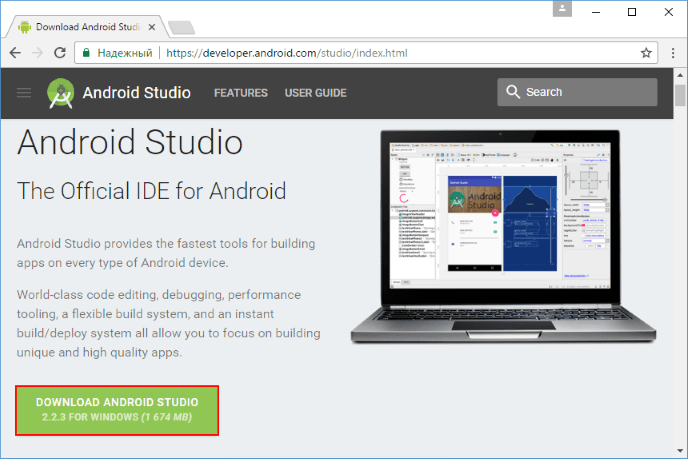 Download Android Studi
Надежный https://developer.android.com/studio/index.html
Android Studio FEATURES USER GUIDE Search
Android Studio
The Official IDE for Android
Android Studio provides the fastest tools for building
apps on every type of Android device.
World-class code editing, debugging, performance
tooling, a flexible build system, and an instant
build/deploy system all allow you to focus on building
unique and high quality apps.
DOWNLOAD ANDROID STUDIO
2.2.3 FOR WINDOWS (1 674 MB)
Android
Studio